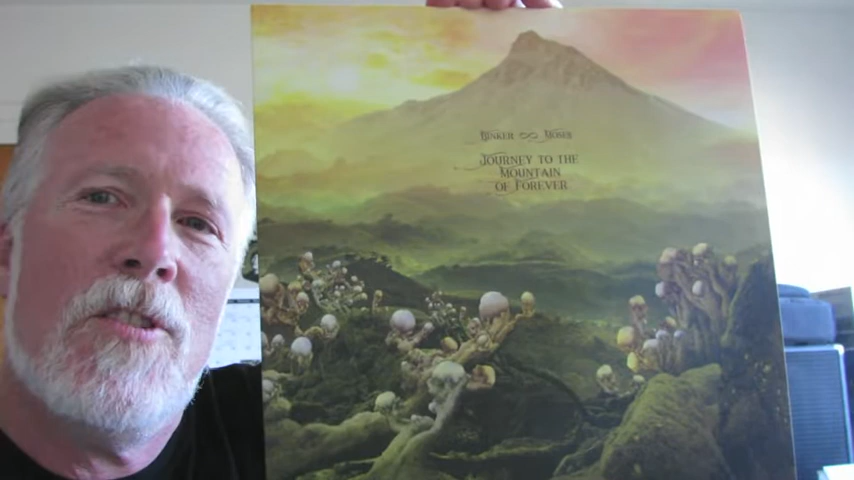 BINKER ∞ MOSES
JOURNEY TO THE
MOUNTAIN
OF FOREVER